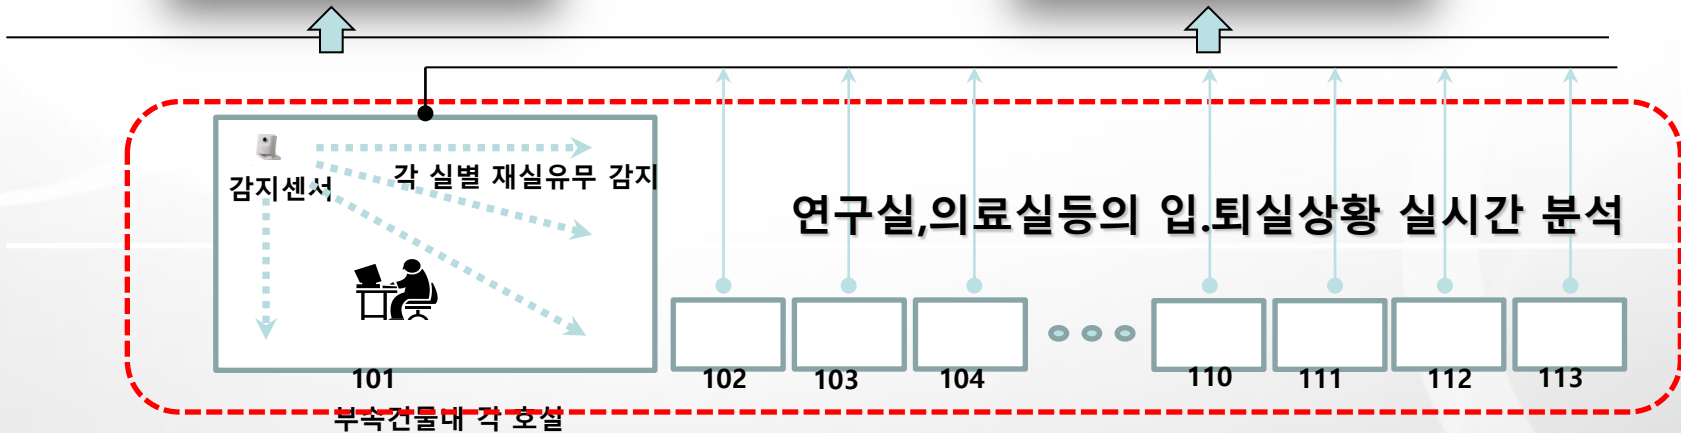 감지센서
각 실별 재실유무 감지
연구실,의료실등의 입.퇴실상황 실시간 분석
101
102
103
104
110
111
112
113
부속건물내 각 호실